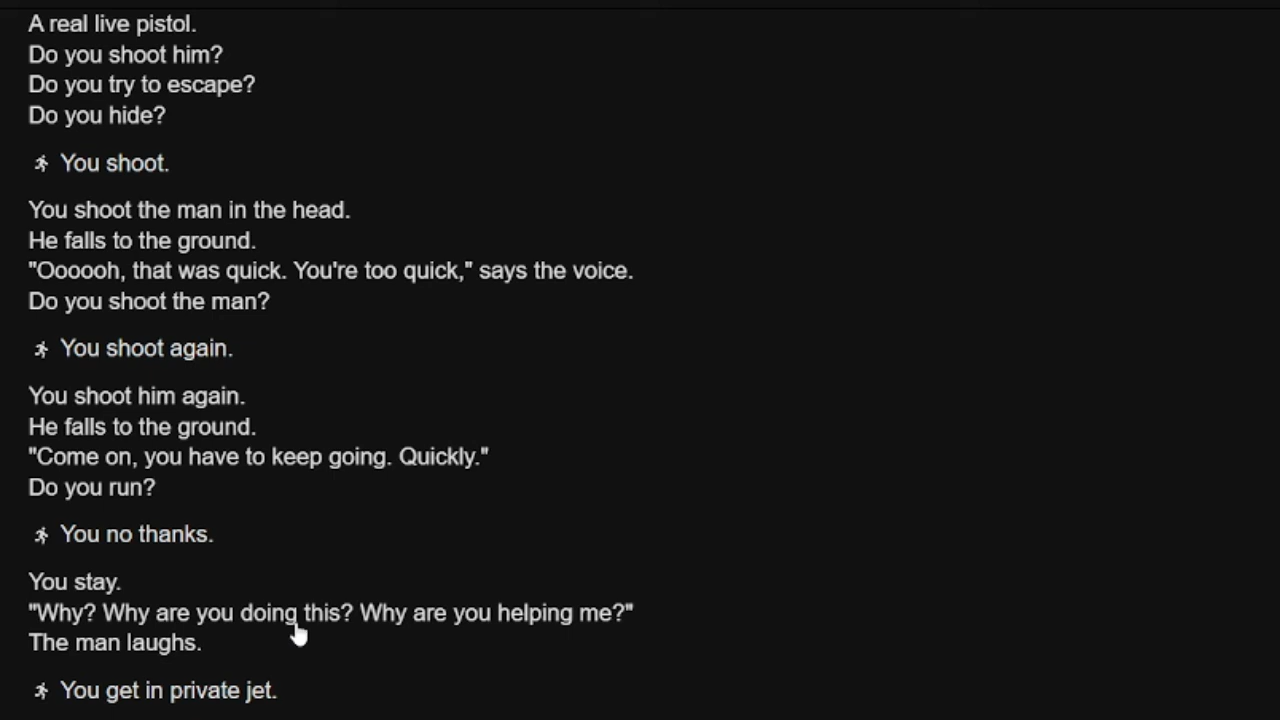 A real live pistol.
Do you shoot him?
Do you try to escape?
Do you hide?
You shoot.
You shoot the man in the head.
He falls to the ground.
"Oooooh, that was quick. You're too quick," says the voice.
Do you shoot the man?
You shoot again.
You shoot him again.
He falls to the ground.
"Come on, you have to keep going. Quickly."
Do you run?
You no thanks.
You stay.
"Why? Why are you doing this? Why are you helping me?"
The man laughs.
You get in private jet.